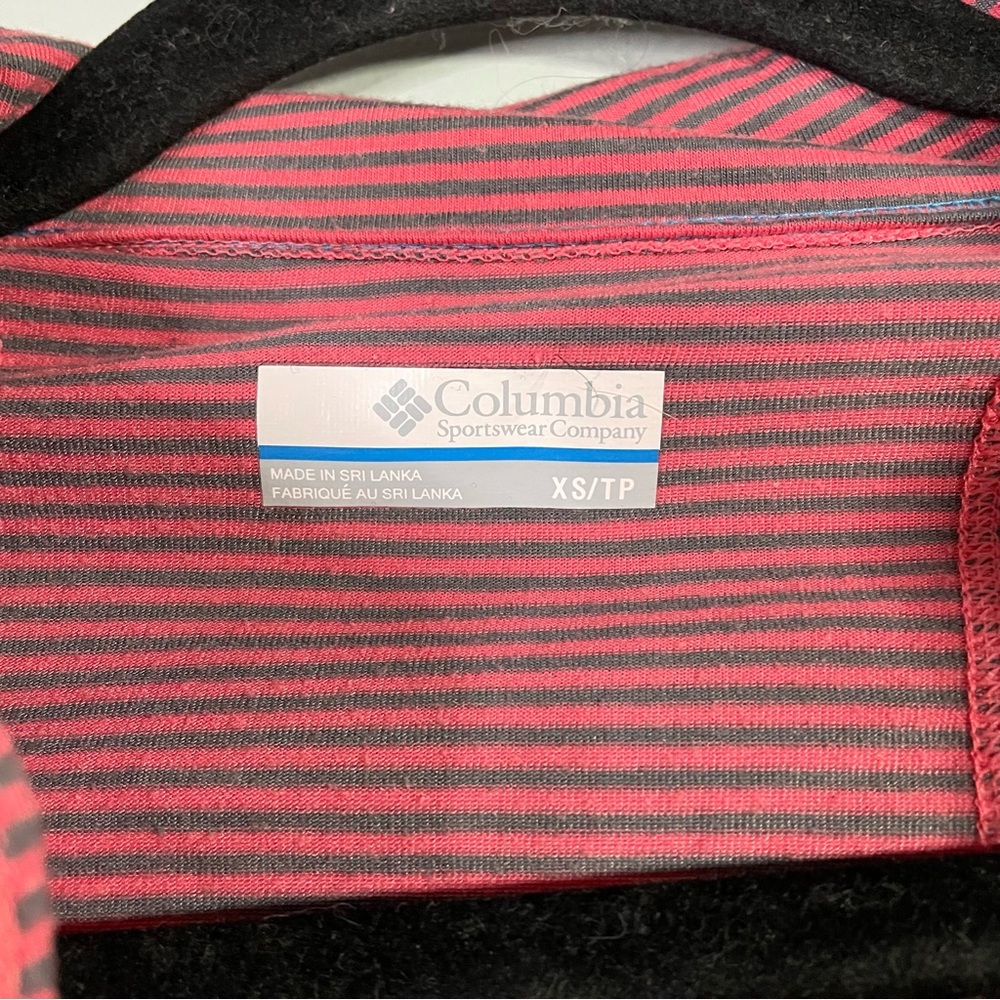 Columbia
Sportswear Company
MADE IN SRI LANKA
FABRIQUÉ AU SRI LANKA
XS/TP